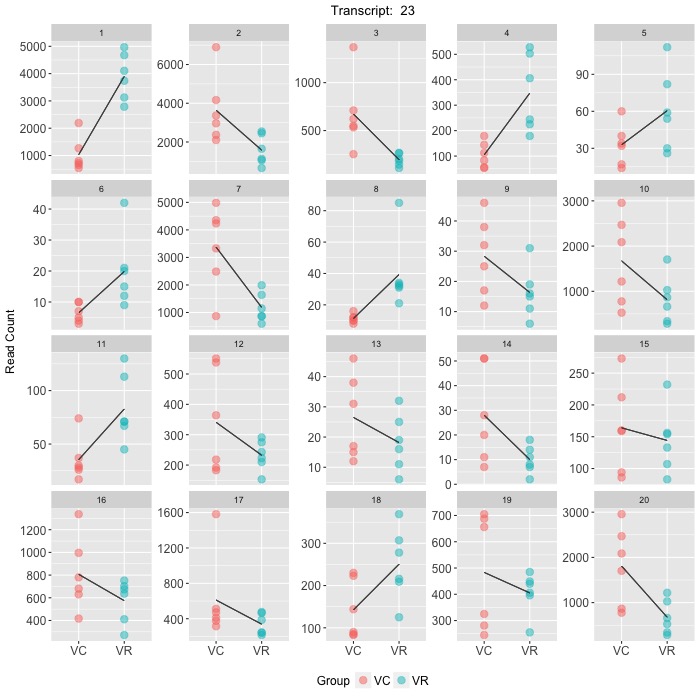 Transcript: 23
1 2 3 4 5
5000 4000 3000 2000 1000
6000 4000 2000
1000 500
500 400 300 200 100
90 60 30
6 7 8 9 10
40 30 20 10
5000 4000 3000 2000 1000
80 60 40 20
40 30 20 10
3000 2000 1000
Read Count
11 12 13 14 15
100 50
500 400 300 200
40 30 20 10
50 40 30 20 10 0
250 200 150 100
16 17 18 19 20
1200 1000 800 600 400 200
1600 1200 800 400
300 200 100
700 600 500 400 300
3000 2000 1000
VC VR VC VR VC VR VC VR VC VR
Group VC VR